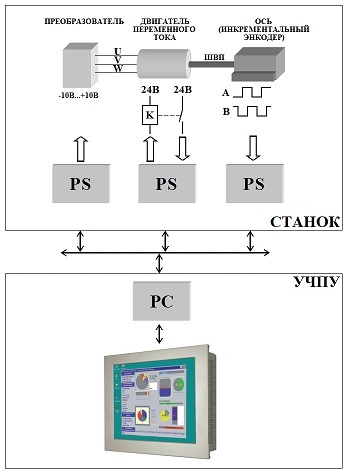 ПРЕОБРАЗОВАТЕЛЬ
ДВИГАТЕЛЬ
ПЕРЕМЕННОГО
ТОКА
ОСЬ
(ИНКРЕМЕНТАЛЬНЫЙ
ЭНКОДЕР)
U
V
W
ШВП
-10В...+10В
24В
24В
A
B
K
PS
PS
PS
СТАНОК
УЧПУ
PC